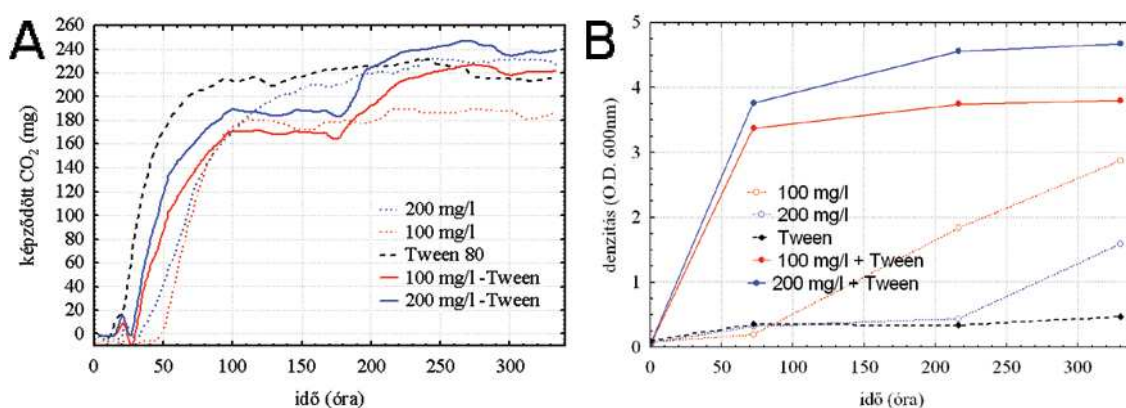 A
képződött CO2 (mg)
260
240
220
200
180
160
140
120
100
80
60
40
20
0
0 50 100 150 200 250 300
idő (óra)
200 mg/l
100 mg/l
Tween 80
100 mg/l -Tween
200 mg/l -Tween
B
denzitás (O.D. 600nm)
5
4
3
2
1
0
0 50 100 150 200 250 300
idő (óra)
100 mg/l
200 mg/l
Tween
100 mg/l + Tween
200 mg/l + Tween